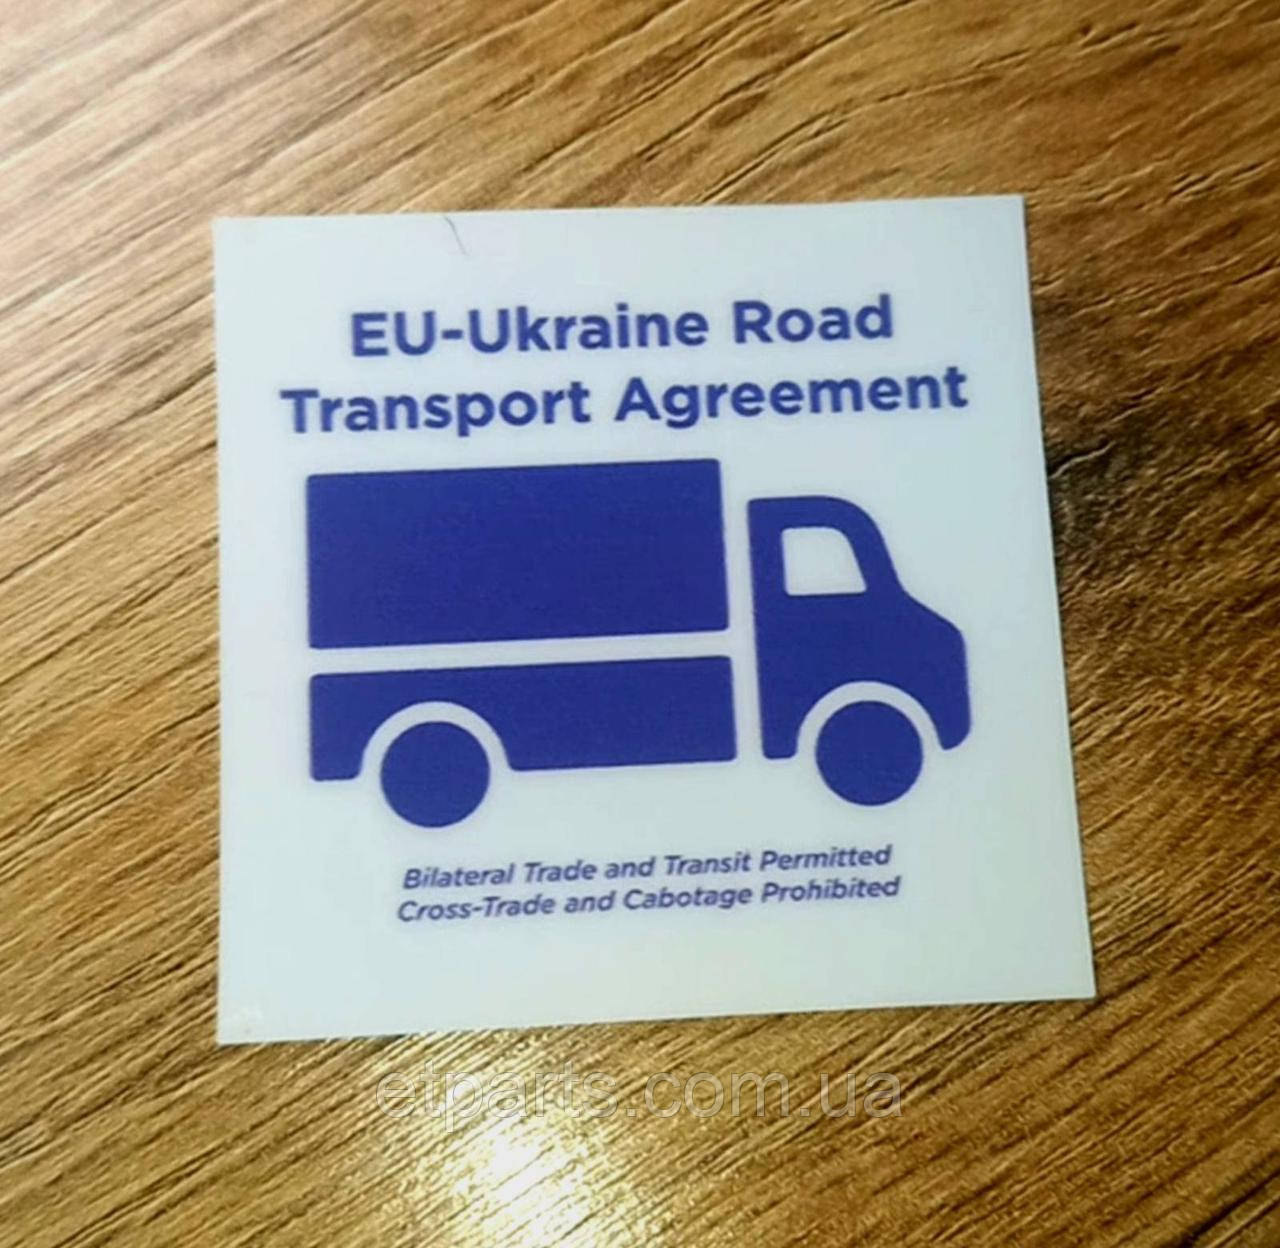 EU-Ukraine Road
Transport Agreement
Bilateral Trade and Transit Permitted
Cross-Trade and Cabotage Prohibited
etparts.com.ua